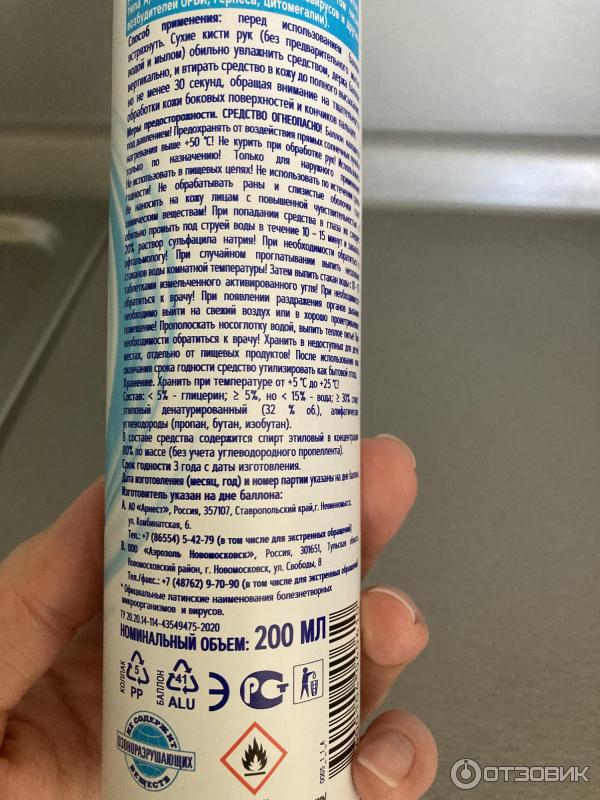 возбудителей ОРВИ, герпеса, цитомегалии).
Способ применения: перед использованием
встряхнуть. Сухие кисти рук (без предварительного
водой и мылом) обильно увлажнить средством, держа
вертикально, и втирать средство в кожу до полного высыхания,
но не менее 30 секунд, обращая внимание на тщательность
обработки кожи боковых поверхностей и кончиков пальцев.
Меры предосторожности. СРЕДСТВО ОГНЕОПАСНО! Баллон
под давлением! Предохранять от воздействия прямых солнечных
нагревания выше +50 °C! Не курить при обработке рук!
только по назначению! Только для наружного применения!
Не использовать в пищевых целях! Не использовать по истечении срока
годности! Не обрабатывать раны и слизистые оболочки!
Не наносить на кожу лицам с повышенной чувствительностью
химическим веществам! При попадании средства в глаза их
обильно промыть под струей воды в течение 10 – 15 минут и
20% раствор сульфацила натрия! При необходимости обратиться
офтальмологу! При случайном проглатывании выпить несколько
стаканов воды комнатной температуры! Затем выпить стакан воды с 10 -
таблетками измельченного активированного угля! При необходимости
обратиться к врачу! При появлении раздражения органов дыхания
необходимо выйти на свежий воздух или в хорошо проветриваемое
помещение! Прополоскать носоглотку водой, выпить теплое питье! При
необходимости обратиться к врачу! Хранить в недоступных для детей
местах, отдельно от пищевых продуктов! После использования или
окончания срока годности средство утилизировать как бытовой отход.
Хранение. Хранить при температуре от +5 °C до +25 °C!
Состав: < 5% - глицерин; ≥ 5%, но < 15% - вода; ≥ 30% спирт
этиловый денатурированный (32 % об.), алифатические
углеводороды (пропан, бутан, изобутан).
В составе средства содержится спирт этиловый в концентрации
80% по массе (без учета углеводородного пропеллента).
Срок годности 3 года с даты изготовления.
Дата изготовления (месяц, год) и номер партии указаны на дне баллона.
Изготовитель указан на дне баллона:
А. АО «Арнест», Россия, 357107, Ставропольский край, г. Невинномысск,
ул. Комбинатская, 6.
Тел.: +7 (86554) 5-42-79 (в том числе для экстренных обращений)
В. ООО «Аэрозоль Новомосковск», Россия, 301651, Тульская область,
Новомосковский район, г. Новомосковск, ул. Свободы, 8
Тел./факс.: +7 (48762) 9-70-90 (в том числе для экстренных обращений)
* Официальные латинские наименования болезнетворных
микроорганизмов и вирусов.
ТУ 20.20.14-114-43549475-2020
НОМИНАЛЬНЫЙ ОБЪЕМ: 200 МЛ
КОЛПАК 5 PP
БАЛЛОН 41 ALU
РСТ
НЕ СОДЕРЖИТ
ОЗОНОРАЗРУШАЮЩИХ
ВЕЩЕСТВ
0005_1_1_A
ОТЗОВИК